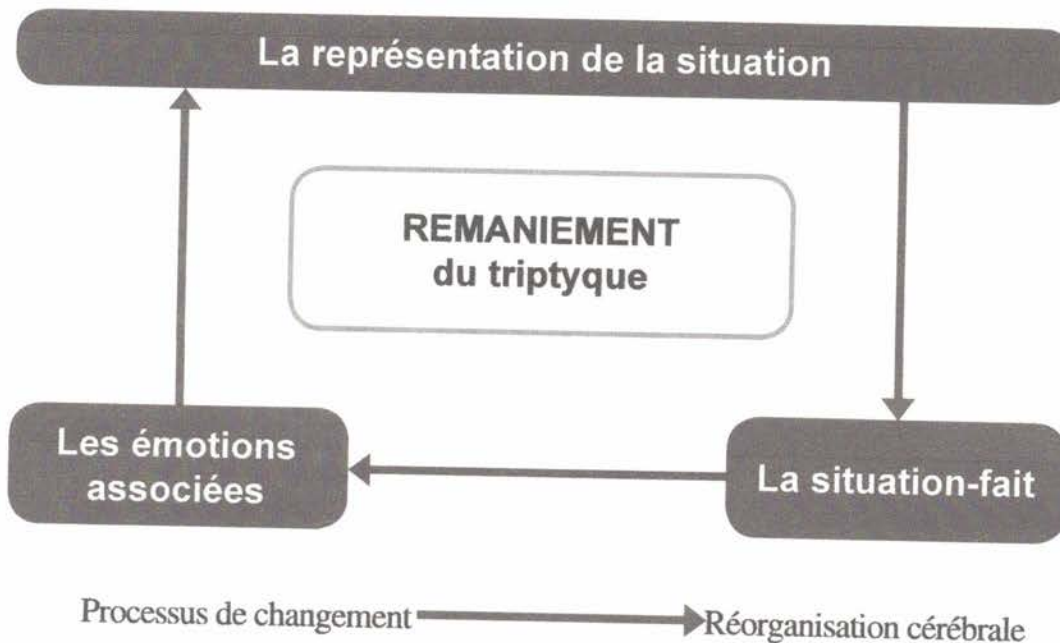 La représentation de la situation
REMANIEMENT
du triptyque
Les émotions
associées
La situation-fait
Processus de changement
Réorganisation cérébrale